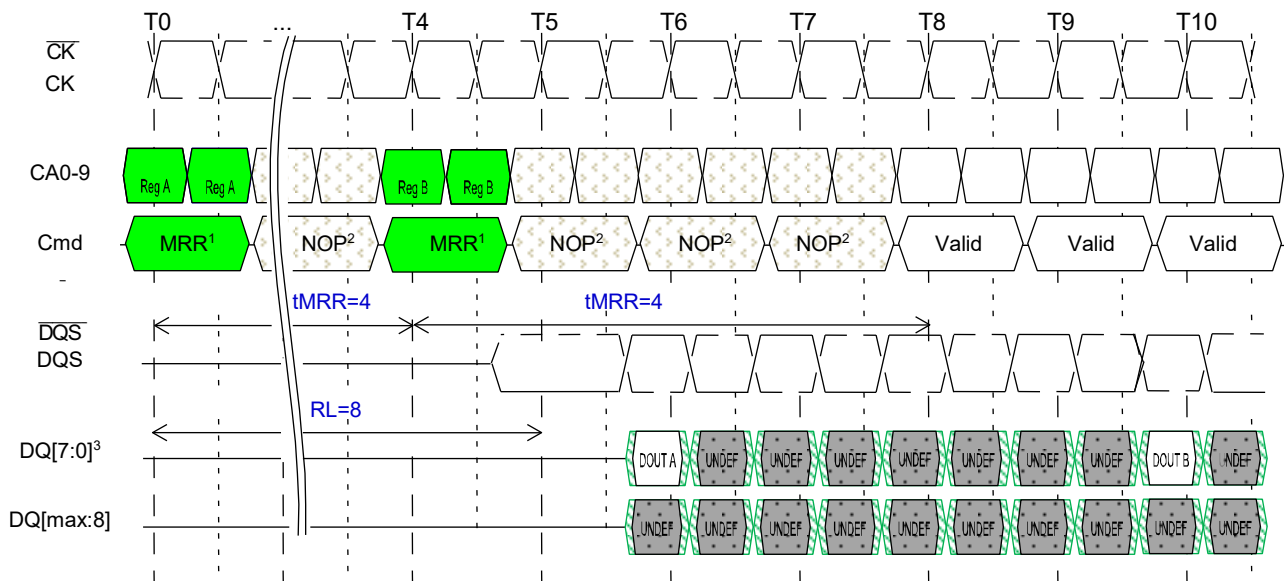 T0 ... T4 T5 T6 T7 T8 T9 T10
CK
CK
CA0-9 Reg A Reg A Reg B Reg B
Cmd MRR¹ NOP² MRR¹ NOP² NOP² NOP² Valid Valid Valid
-
tMRR=4 tMRR=4
DQS
DQS
RL=8
DQ[7:0]³ DOUT A UNDEF UNDEF UNDEF UNDEF UNDEF UNDEF UNDEF DOUT B UNDEF
DQ[max:8] UNDEF UNDEF UNDEF UNDEF UNDEF UNDEF UNDEF UNDEF UNDEF UNDEF